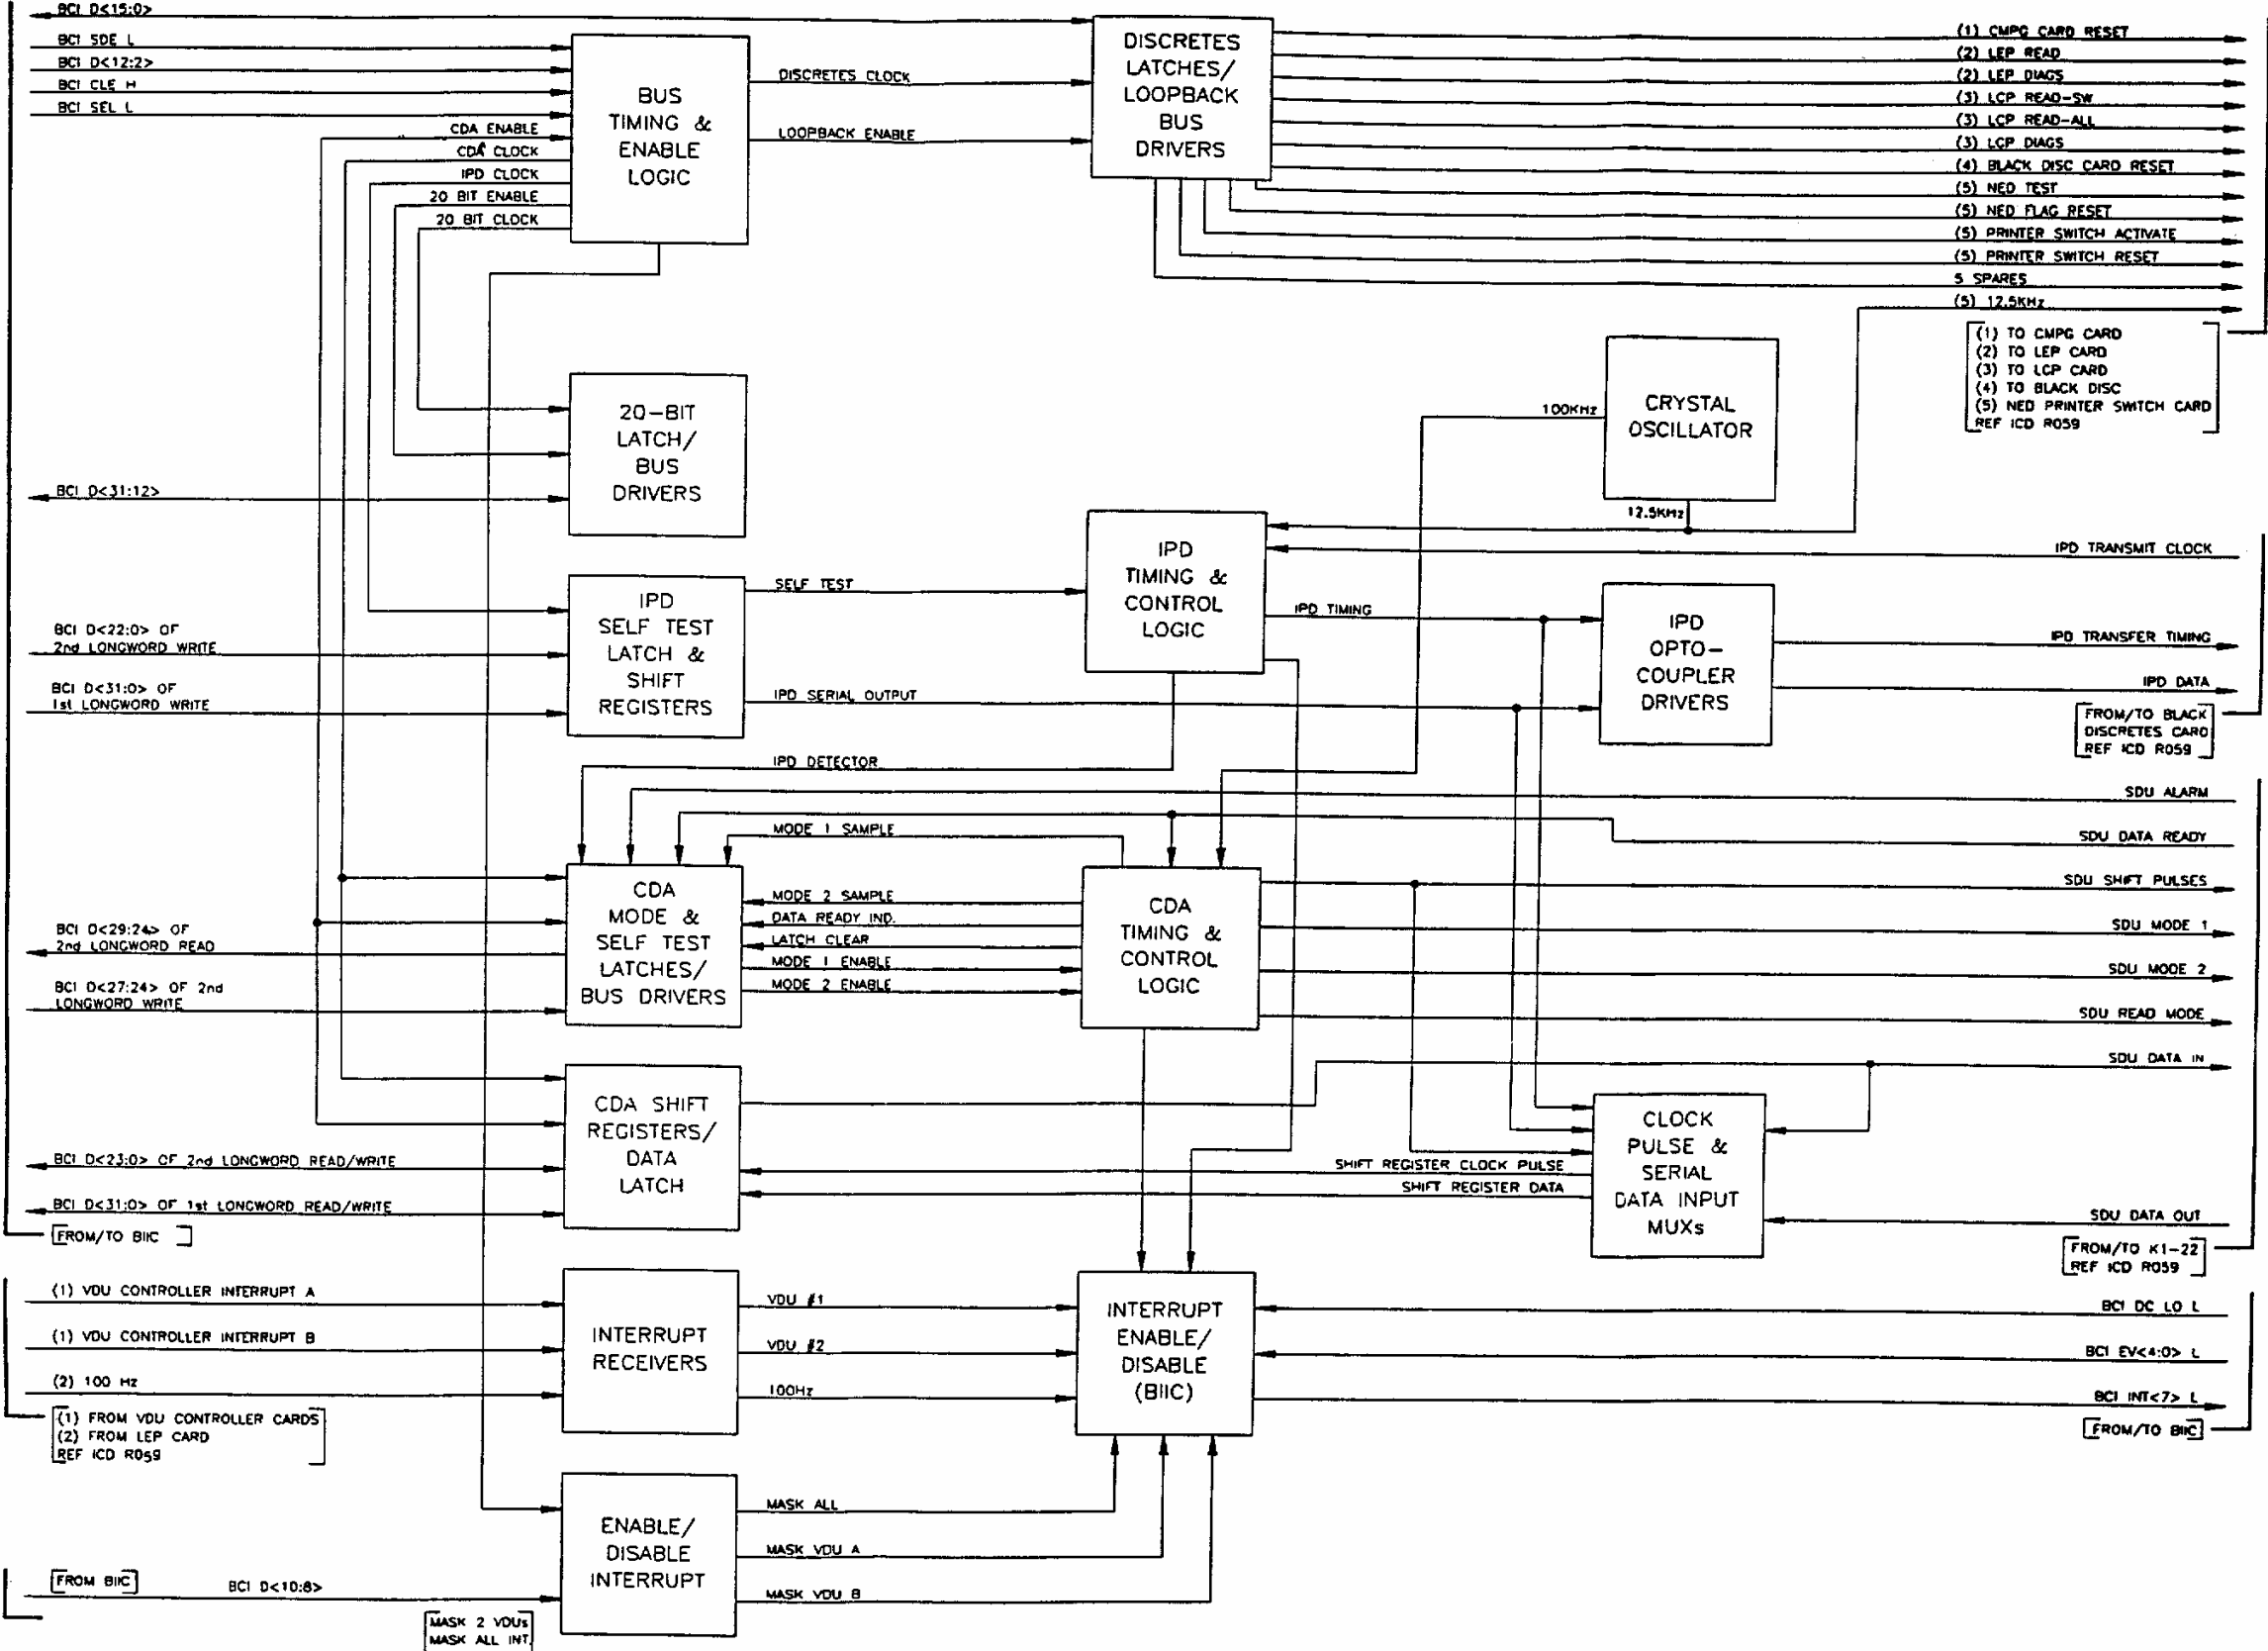 BCI D<15:0>
BCI SDE L
BCI D<12:2>
BCI CLE H
BCI SEL L
CDA ENABLE
CDA CLOCK
IPD CLOCK
20 BIT ENABLE
20 BIT CLOCK
BUS
TIMING &
ENABLE
LOGIC
DISCRETES CLOCK
LOOPBACK ENABLE
DISCRETES
LATCHES/
LOOPBACK
BUS
DRIVERS
(1) CMPG CARD RESET
(2) LEP READ
(2) LEP DIAGS
(3) LCP READ-SW
(3) LCP READ-ALL
(3) LCP DIAGS
(4) BLACK DISC CARD RESET
(5) NED TEST
(5) NED FLAG RESET
(5) PRINTER SWITCH ACTIVATE
(5) PRINTER SWITCH RESET
5 SPARES
(5) 12.5KHz
(1) TO CMPG CARD
(2) TO LEP CARD
(3) TO LCP CARD
(4) TO BLACK DISC
(5) NED PRINTER SWITCH CARD
REF ICD R059
20-BIT
LATCH/
BUS
DRIVERS
BCI D<31:12>
100KHz
CRYSTAL
OSCILLATOR
12.5KHz
IPD
TIMING &
CONTROL
LOGIC
IPD TRANSMIT CLOCK
IPD
SELF TEST
LATCH &
SHIFT
REGISTERS
SELF TEST
IPD TIMING
BCI D<22:0> OF
2nd LONGWORD WRITE
BCI D<31:0> OF
1st LONGWORD WRITE
IPD SERIAL OUTPUT
IPD
OPTO-
COUPLER
DRIVERS
IPD TRANSFER TIMING
IPD DATA
FROM/TO BLACK
DISCRETES CARD
REF ICD R059
IPD DETECTOR
SDU ALARM
MODE 1 SAMPLE
SDU DATA READY
CDA
MODE &
SELF TEST
LATCHES/
BUS DRIVERS
MODE 2 SAMPLE
DATA READY IND.
LATCH CLEAR
MODE 1 ENABLE
MODE 2 ENABLE
CDA
TIMING &
CONTROL
LOGIC
SDU SHIFT PULSES
SDU MODE 1
SDU MODE 2
SDU READ MODE
BCI D<29:24> OF
2nd LONGWORD READ
BCI D<27:24> OF 2nd
LONGWORD WRITE
SDU DATA IN
CDA SHIFT
REGISTERS/
DATA
LATCH
BCI D<23:0> OF 2nd LONGWORD READ/WRITE
BCI D<31:0> OF 1st LONGWORD READ/WRITE
FROM/TO BIIC
SHIFT REGISTER CLOCK PULSE
SHIFT REGISTER DATA
CLOCK
PULSE &
SERIAL
DATA INPUT
MUXs
SDU DATA OUT
FROM/TO K1-22
REF ICD R059
(1) VDU CONTROLLER INTERRUPT A
(1) VDU CONTROLLER INTERRUPT B
(2) 100 Hz
(1) FROM VDU CONTROLLER CARDS
(2) FROM LEP CARD
REF ICD R059
INTERRUPT
RECEIVERS
VDU #1
VDU #2
100Hz
INTERRUPT
ENABLE/
DISABLE
(BIIC)
BCI DC LO L
BCI EV<4:0> L
BCI INT<7> L
FROM/TO BIIC
ENABLE/
DISABLE
INTERRUPT
MASK ALL
MASK VDU A
MASK VDU B
FROM BIIC
BCI D<10:8>
MASK 2 VDUs
MASK ALL INT.